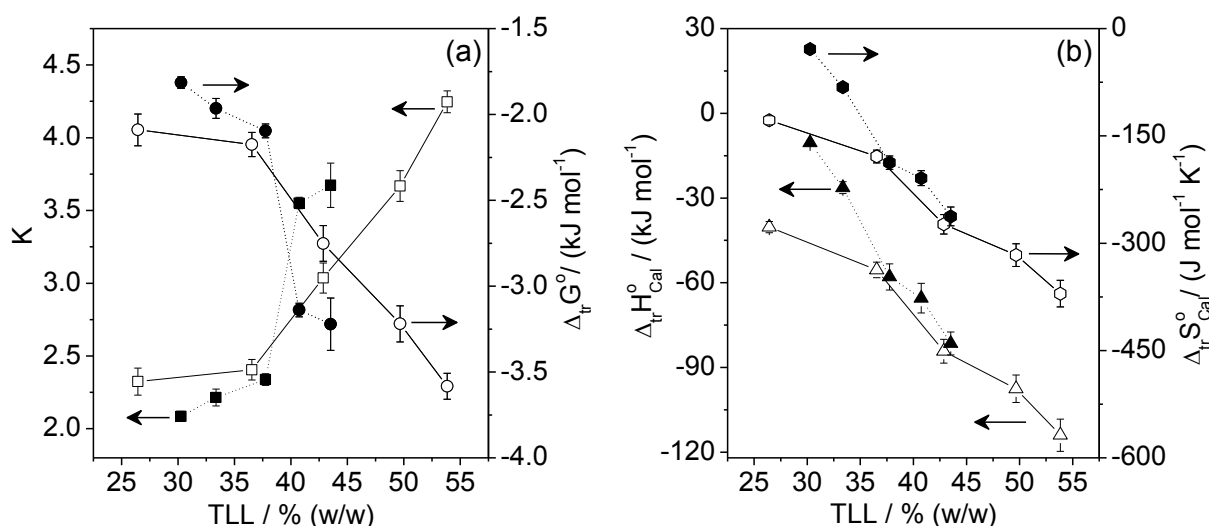 (a)
4.5
4.0
3.5
3.0
2.5
2.0
K
25 30 35 40 45 50 55
TLL / % (w/w)
-1.5
-2.0
-2.5
-3.0
-3.5
-4.0
ΔtrG° / (kJ mol-1)
(b)
30
0
-30
-60
-90
-120
ΔtrH°Cal / (kJ mol-1)
25 30 35 40 45 50 55
TLL / % (w/w)
0
-150
-300
-450
-600
ΔtrS°Cal / (J mol-1 K-1)